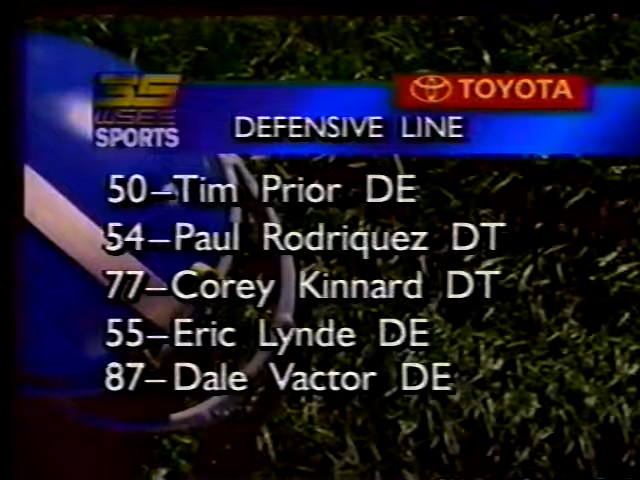 35
WSEE
SPORTS
TOYOTA
DEFENSIVE LINE
50–Tim Prior DE
54–Paul Rodriquez DT
77–Corey Kinnard DT
55–Eric Lynde DE
87–Dale Vactor DE